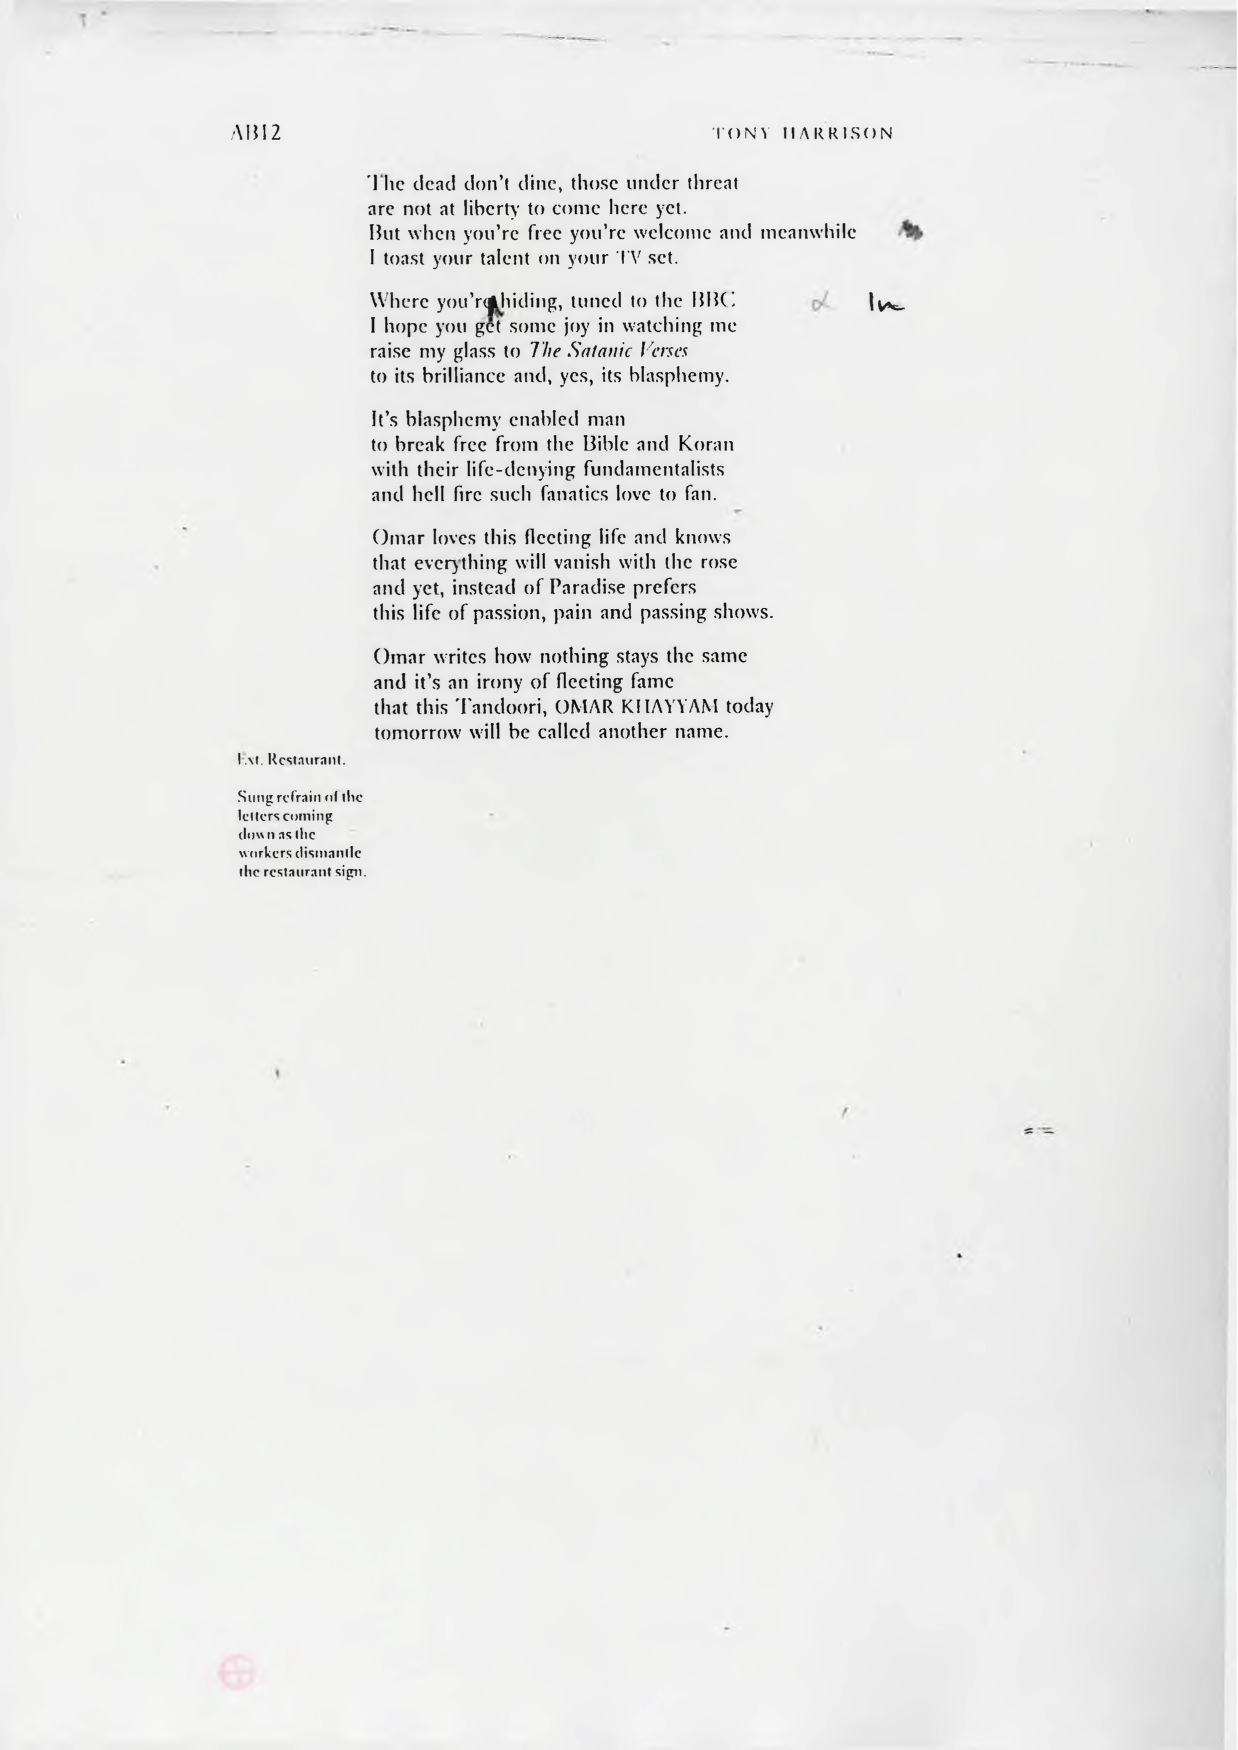 AB12
TONY HARRISON
The dead don't dine, those under threat
are not at liberty to come here yet.
But when you're free you're welcome and meanwhile
I toast your talent on your TV set.
Where you're hiding, tuned to the BBC
In
I hope you get some joy in watching me
raise my glass to The Satanic Verses
to its brilliance and, yes, its blasphemy.
It's blasphemy enabled man
to break free from the Bible and Koran
with their life-denying fundamentalists
and hell fire such fanatics love to fan.
Omar loves this fleeting life and knows
that everything will vanish with the rose
and yet, instead of Paradise prefers
this life of passion, pain and passing shows.
Omar writes how nothing stays the same
and it's an irony of fleeting fame
that this Tandoori, OMAR KHAYYAM today
tomorrow will be called another name.
Ext. Restaurant.
Sung refrain of the
letters coming
down as the
workers dismantle
the restaurant sign.